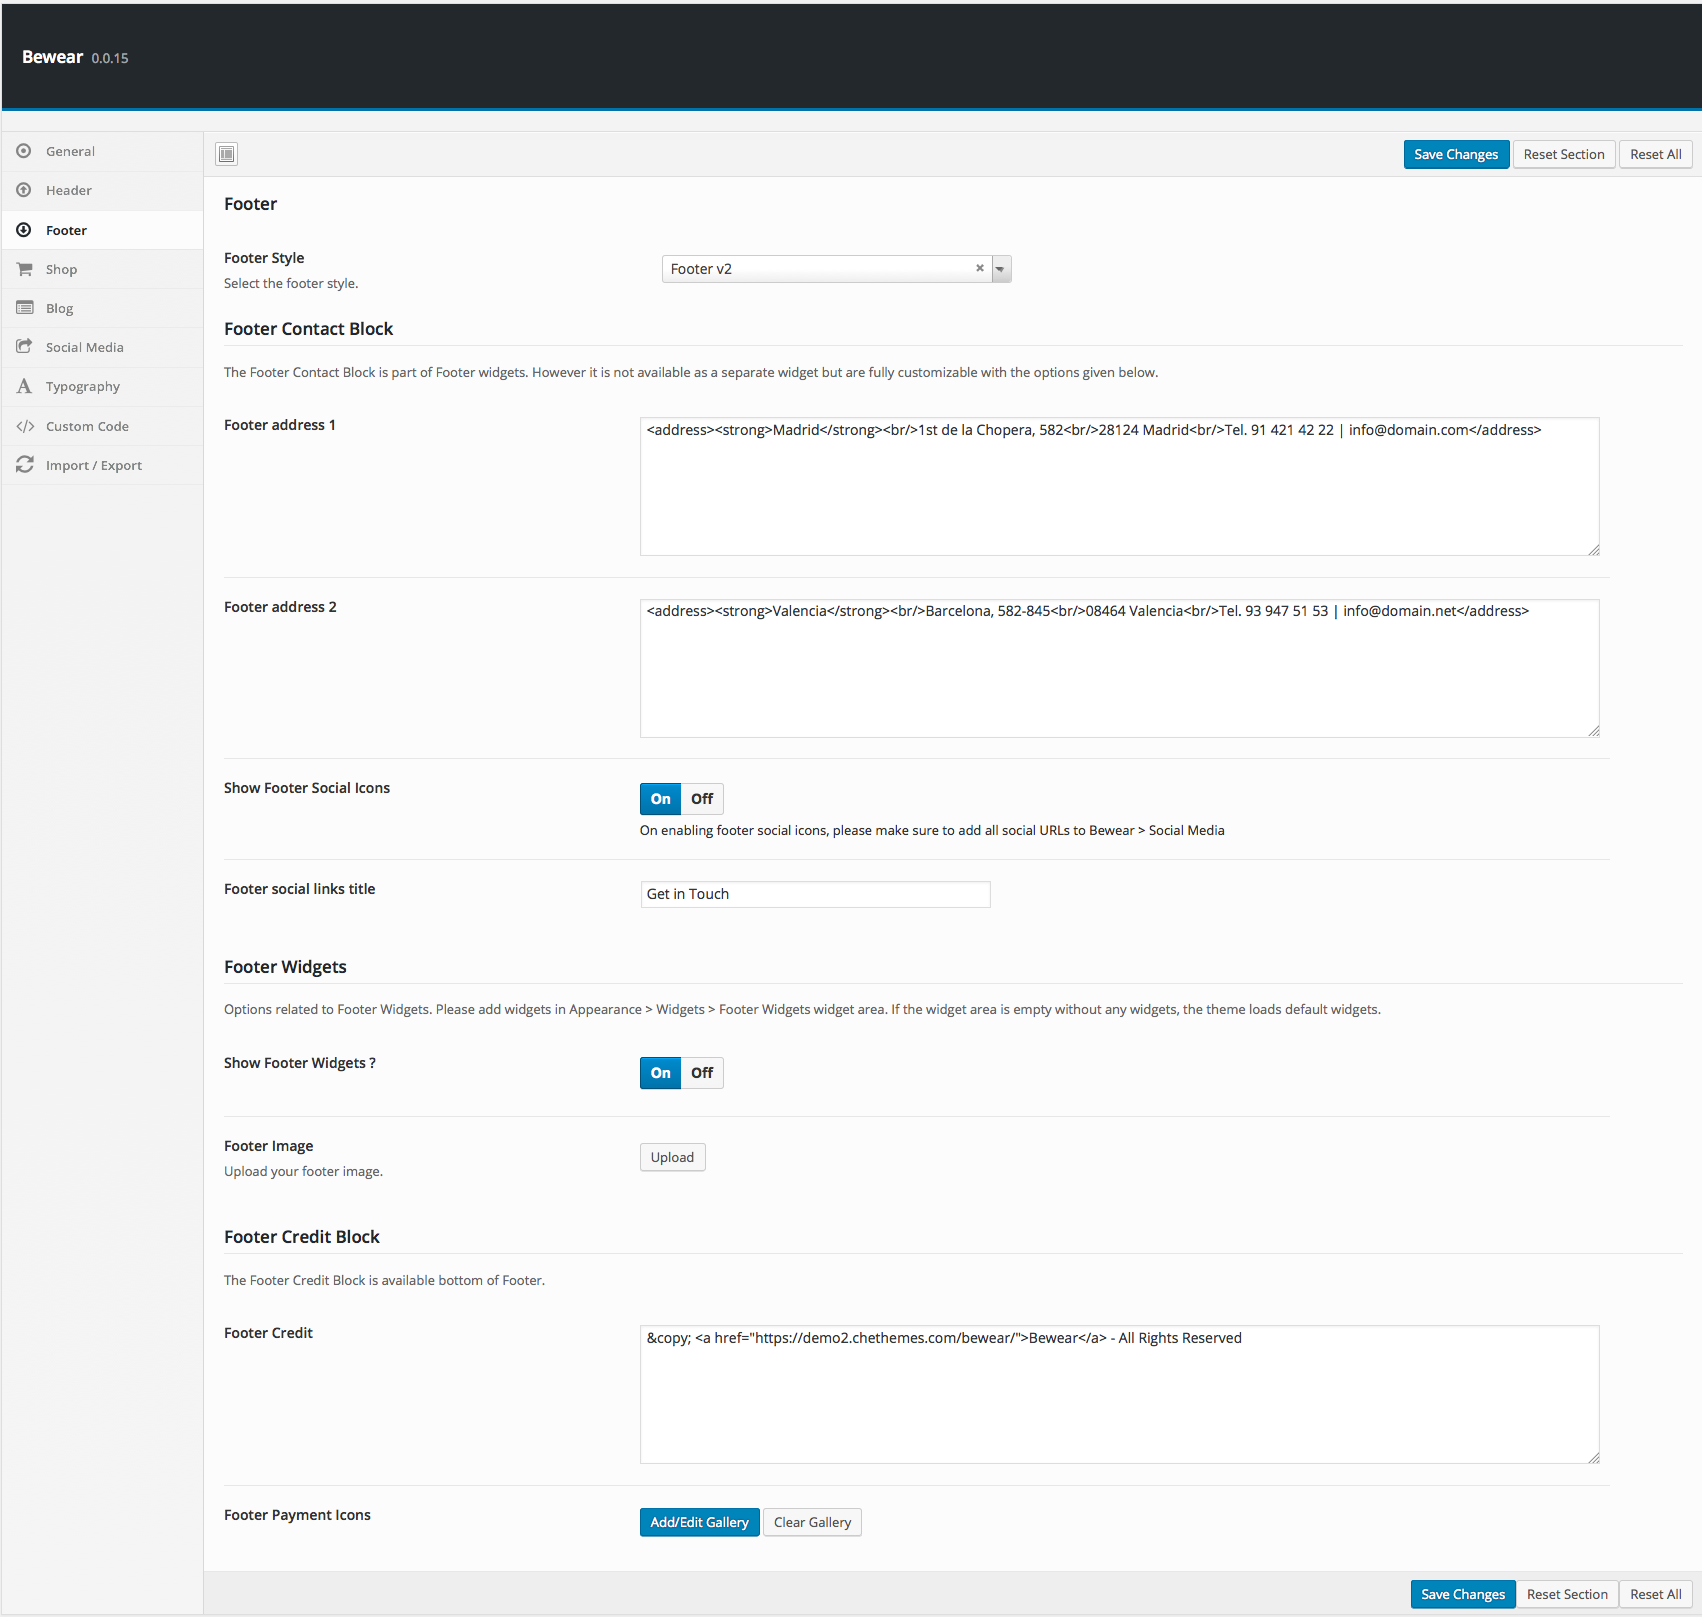 Bewear 0.0.15
General
Header
Footer
Shop
Blog
Social Media
Typography
Custom Code
Import / Export
Save Changes Reset Section Reset All
Footer
Footer Style
Select the footer style.
Footer v2
Footer Contact Block
The Footer Contact Block is part of Footer widgets. However it is not available as a separate widget but are fully customizable with the options given below.
Footer address 1
<address><strong>Madrid</strong><br/>1st de la Chopera, 582<br/>28124 Madrid<br/>Tel. 91 421 42 22 | info@domain.com</address>
Footer address 2
<address><strong>Valencia</strong><br/>Barcelona, 582-845<br/>08464 Valencia<br/>Tel. 93 947 51 53 | info@domain.net</address>
Show Footer Social Icons
On Off
On enabling footer social icons, please make sure to add all social URLs to Bewear > Social Media
Footer social links title
Get in Touch
Footer Widgets
Options related to Footer Widgets. Please add widgets in Appearance > Widgets > Footer Widgets widget area. If the widget area is empty without any widgets, the theme loads default widgets.
Show Footer Widgets ?
On Off
Footer Image
Upload your footer image.
Upload
Footer Credit Block
The Footer Credit Block is available bottom of Footer.
Footer Credit
&copy; <a href="https://demo2.chethemes.com/bewear/">Bewear</a> - All Rights Reserved
Footer Payment Icons
Add/Edit Gallery Clear Gallery
Save Changes Reset Section Reset All